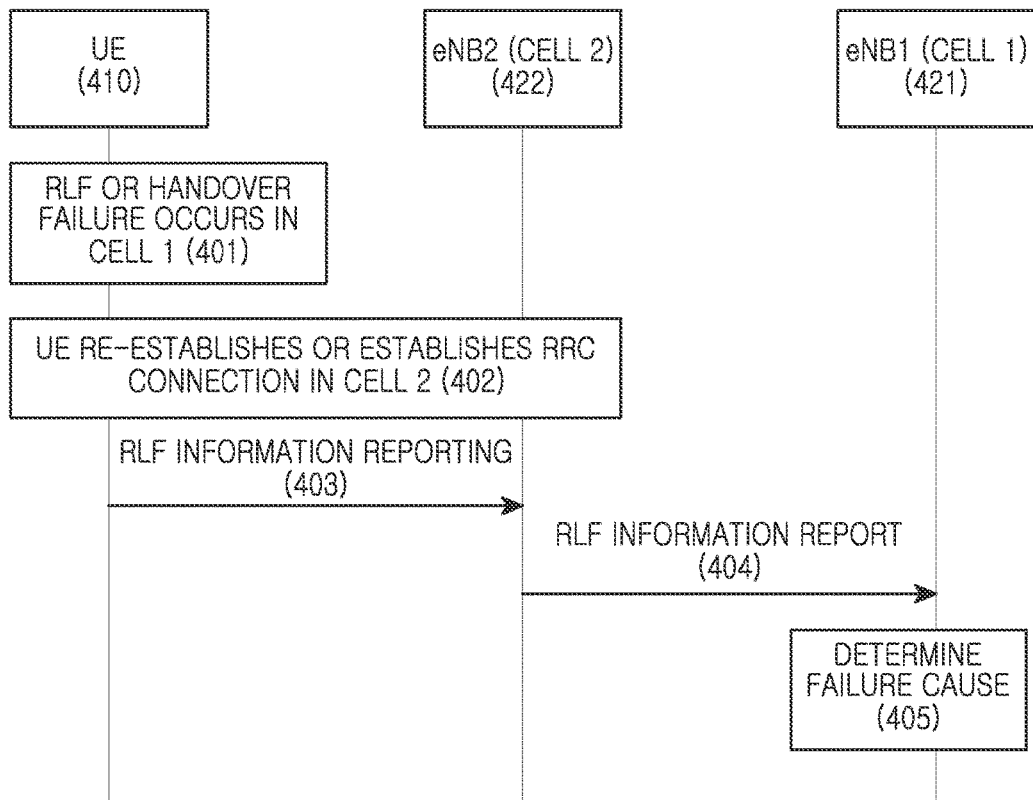 UE
(410)
eNB2 (CELL 2)
(422)
eNB1 (CELL 1)
(421)
RLF OR HANDOVER
FAILURE OCCURS IN
CELL 1 (401)
UE RE-ESTABLISHES OR ESTABLISHES RRC
CONNECTION IN CELL 2 (402)
RLF INFORMATION REPORTING
(403)
RLF INFORMATION REPORT
(404)
DETERMINE
FAILURE CAUSE
(405)